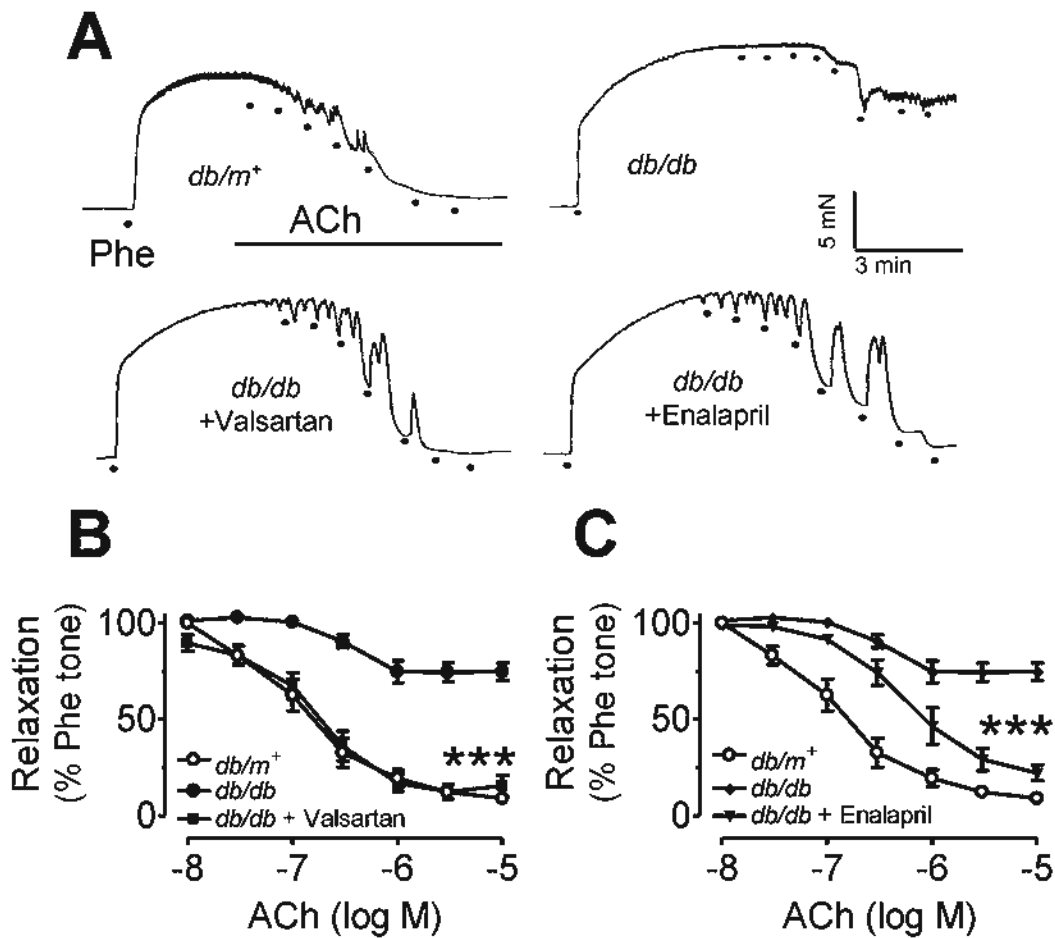 A
db/m⁺
db/db
Phe
ACh
5 mN
3 min
db/db
+Valsartan
db/db
+Enalapril
B
Relaxation
(% Phe tone)
100
50
0
***
db/m⁺
db/db
db/db + Valsartan
-8 -7 -6 -5
ACh (log M)
C
Relaxation
(% Phe tone)
100
50
0
***
db/m⁺
db/db
db/db + Enalapril
-8 -7 -6 -5
ACh (log M)